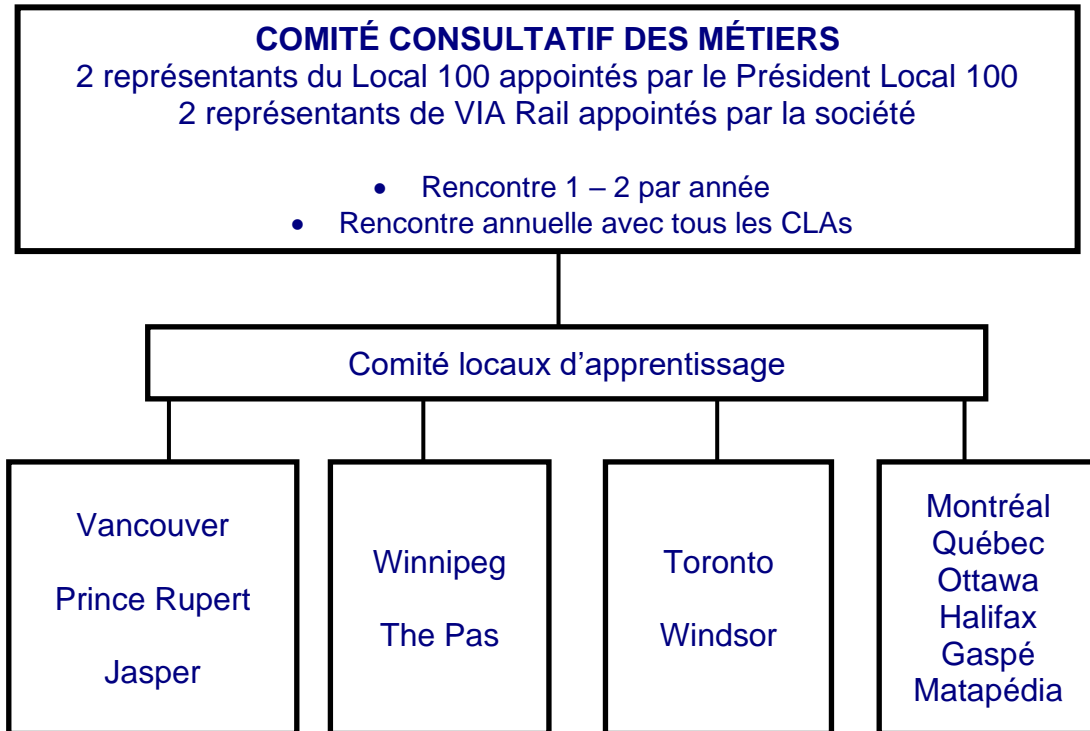 COMITÉ CONSULTATIF DES MÉTIERS
2 représentants du Local 100 appointés par le Président Local 100
2 représentants de VIA Rail appointés par la société
• Rencontre 1 – 2 par année
• Rencontre annuelle avec tous les CLAs
Comité locaux d’apprentissage
Vancouver
Prince Rupert
Jasper
Winnipeg
The Pas
Toronto
Windsor
Montréal
Québec
Ottawa
Halifax
Gaspé
Matapédia